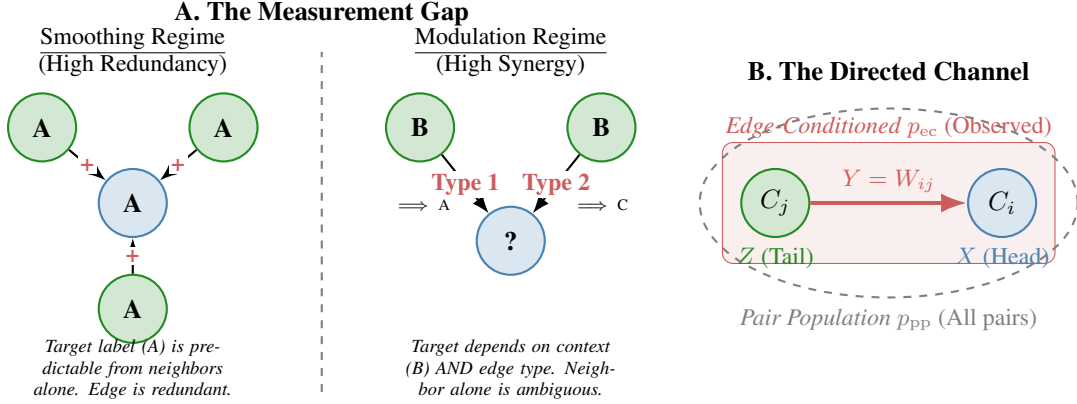 A. The Measurement Gap
Smoothing Regime
(High Redundancy)
A
A
+
+
A
+
A
Target label (A) is pre-
dictable from neighbors
alone. Edge is redundant.
Modulation Regime
(High Synergy)
B
B
Type 1
Type 2
⟹ A
⟹ C
?
Target depends on context
(B) AND edge type. Neigh-
bor alone is ambiguous.
B. The Directed Channel
Edge-Conditioned p_ec (Observed)
Y = W_ij
C_j
C_i
Z (Tail)
X (Head)
Pair Population p_pp (All pairs)